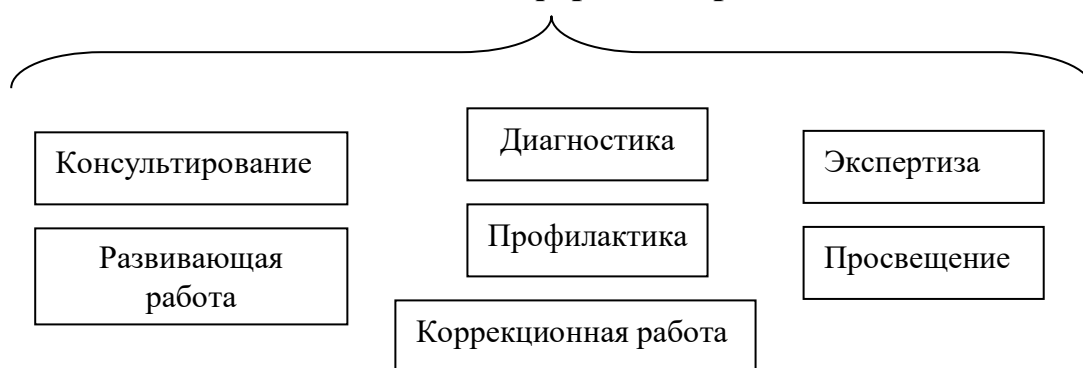 Консультирование
Диагностика
Экспертиза
Развивающая
работа
Профилактика
Просвещение
Коррекционная работа